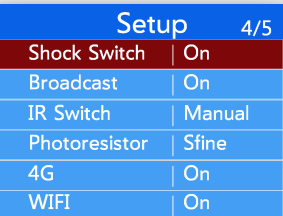 Setup 4/5
Shock Switch | On
Broadcast | On
IR Switch | Manual
Photoresistor | Sfine
4G | On
WIFI | On